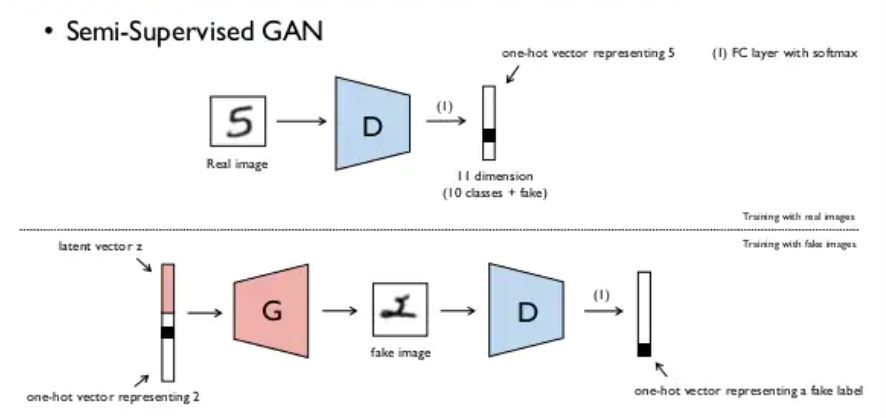 • Semi-Supervised GAN
one-hot vector representing 5
(1) FC layer with softmax
5
D
(1)
Real image
11 dimension
(10 classes + fake)
Training with real images
Training with fake images
latent vector z
G
2
D
(1)
fake image
one-hot vector representing 2
one-hot vector representing a fake label